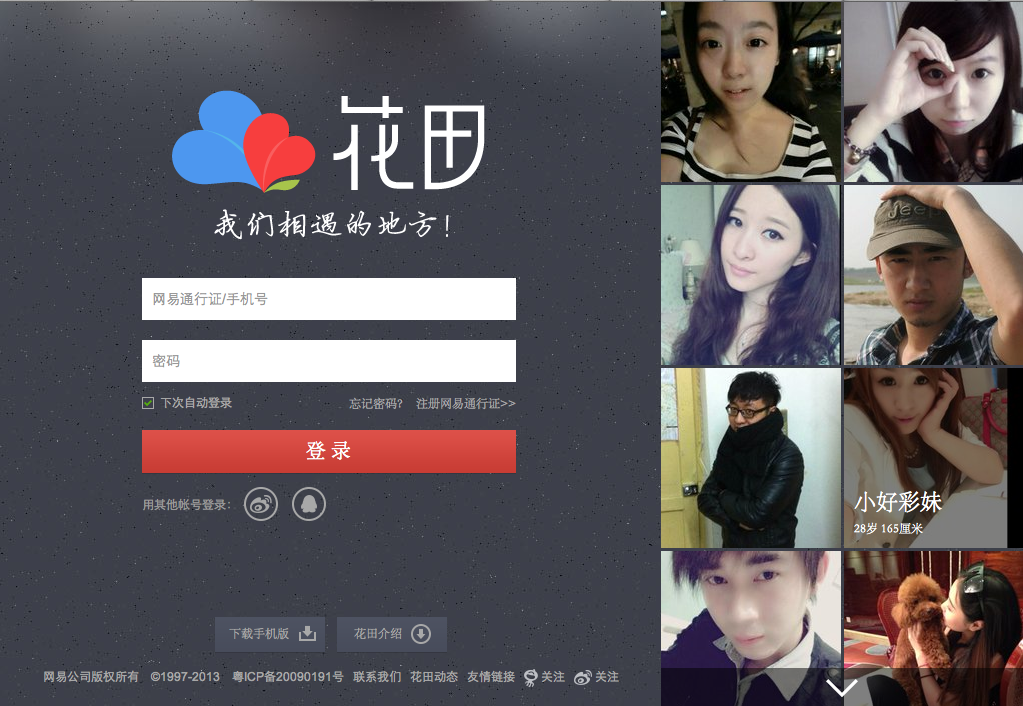 花田
我们相遇的地方!
网易通行证/手机号
密码
下次自动登录 忘记密码? 注册网易通行证>>
登录
用其他帐号登录:
下载手机版 花田介绍
网易公司版权所有 ©1997-2013 粤ICP备20090191号 联系我们 花田动态 友情链接 关注 关注
Jeep
小好彩妹
28岁 165厘米